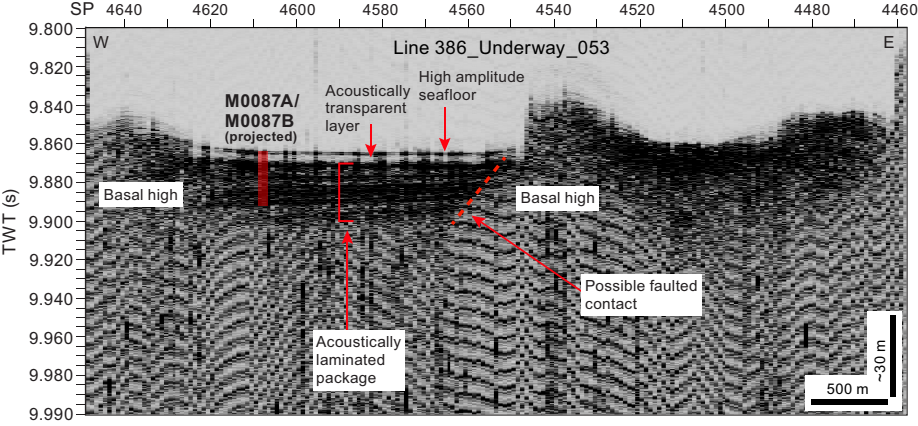 SP 4640 4620 4600 4580 4560 4540 4520 4500 4480 4460
W
Line 386_Underway_053
E
M0087A/
M0087B
(projected)
Acoustically
transparent
layer
High amplitude
seafloor
Basal high
Basal high
Possible faulted
contact
Acoustically
laminated
package
500 m
~30 m
TWT (s)
9.800
9.820
9.840
9.860
9.880
9.900
9.920
9.940
9.960
9.980
9.990